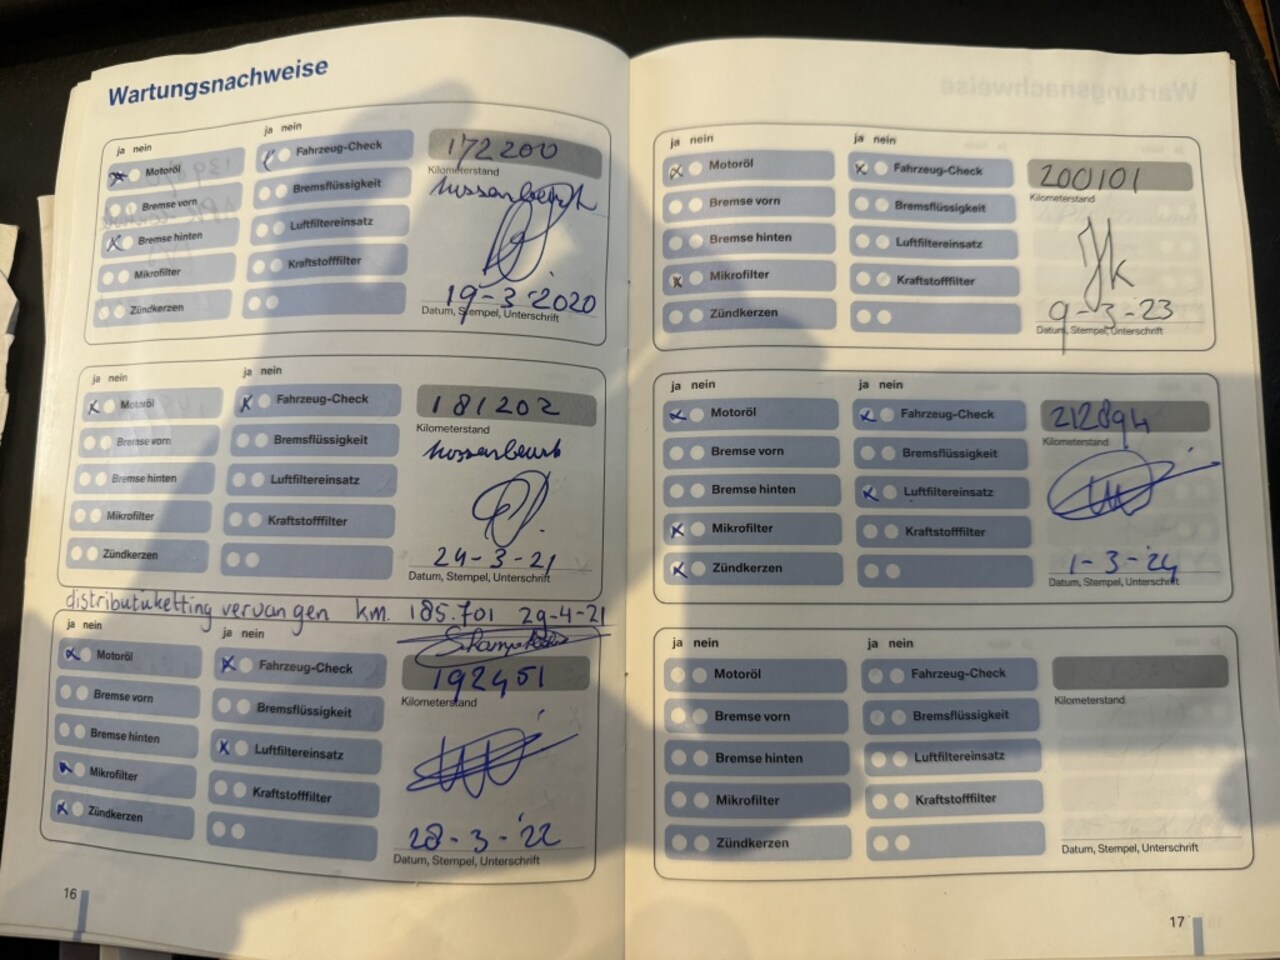 Wartungsnachweise
ja nein
ja nein
Motoröl
Fahrzeug-Check
172200
Kilometerstand
Bremse vorn
Bremsflüssigkeit
Bremse hinten
Luftfiltereinsatz
Mikrofilter
Kraftstofffilter
Zündkerzen
19-3-2020
Datum, Stempel, Unterschrift
ja nein
ja nein
Motoröl
Fahrzeug-Check
181202
Kilometerstand
Bremse vorn
Bremsflüssigkeit
Bremse hinten
Luftfiltereinsatz
Mikrofilter
Kraftstofffilter
Zündkerzen
24-3-21
Datum, Stempel, Unterschrift
distributieketting vervangen km. 185.701 29-4-21
ja nein
ja nein
Motoröl
Fahrzeug-Check
192451
Kilometerstand
Bremse vorn
Bremsflüssigkeit
Bremse hinten
Luftfiltereinsatz
Mikrofilter
Kraftstofffilter
Zündkerzen
28-3-'22
Datum, Stempel, Unterschrift
16
ja nein
ja nein
Motoröl
Fahrzeug-Check
200101
Kilometerstand
Bremse vorn
Bremsflüssigkeit
Bremse hinten
Luftfiltereinsatz
Mikrofilter
Kraftstofffilter
Zündkerzen
9-3-23
Datum, Stempel, Unterschrift
ja nein
ja nein
Motoröl
Fahrzeug-Check
212894
Kilometerstand
Bremse vorn
Bremsflüssigkeit
Bremse hinten
Luftfiltereinsatz
Mikrofilter
Kraftstofffilter
Zündkerzen
1-3-'24
Datum, Stempel, Unterschrift
ja nein
ja nein
Motoröl
Fahrzeug-Check
Kilometerstand
Bremse vorn
Bremsflüssigkeit
Bremse hinten
Luftfiltereinsatz
Mikrofilter
Kraftstofffilter
Zündkerzen
Datum, Stempel, Unterschrift
17